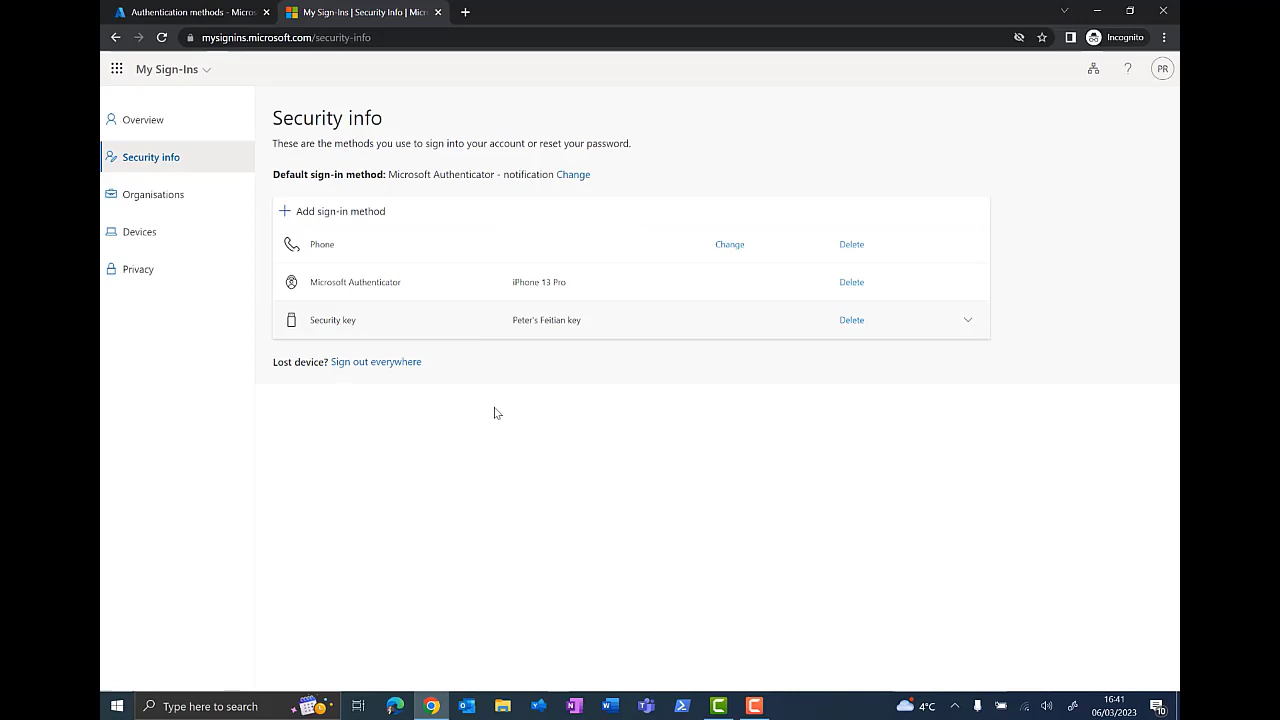 Authentication methods - Micros
My Sign-Ins | Security Info | Micr
mysignins.microsoft.com/security-info
Incognito
My Sign-Ins
?
PR
Overview
Security info
Organisations
Devices
Privacy
Security info
These are the methods you use to sign into your account or reset your password.
Default sign-in method: Microsoft Authenticator - notification Change
Add sign-in method
Phone Change Delete
Microsoft Authenticator iPhone 13 Pro Delete
Security key Peter's Feitian key Delete
Lost device? Sign out everywhere
Type here to search
4°C
16:41
06/03/2023